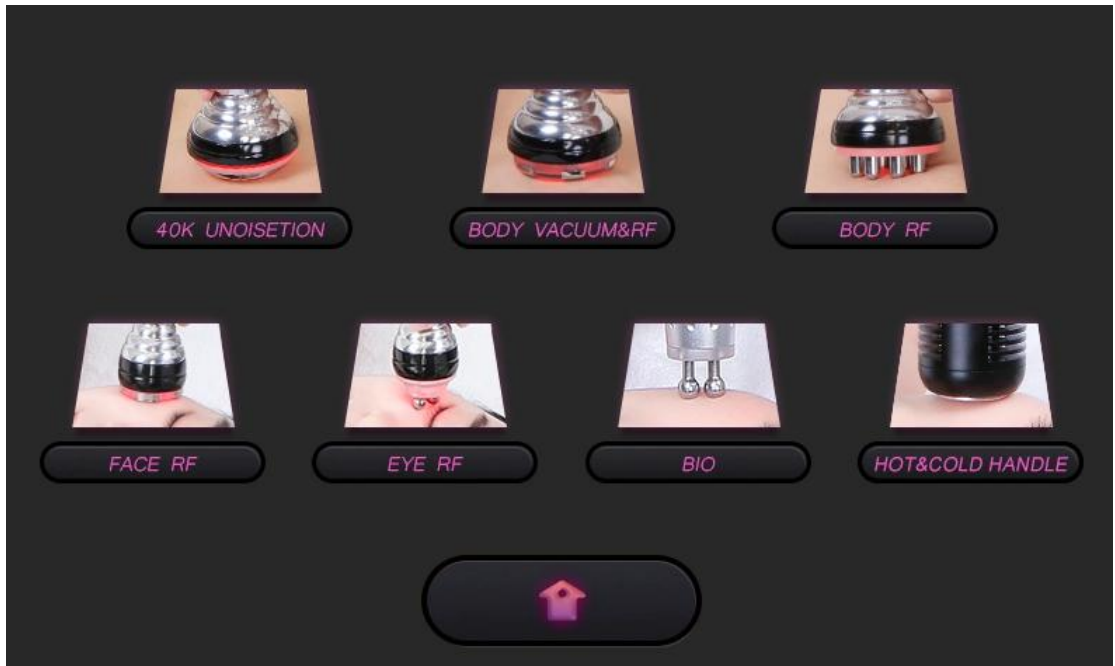 40K UNOISETION
BODY VACUUM&RF
BODY RF
FACE RF
EYE RF
BIO
HOT&COLD HANDLE